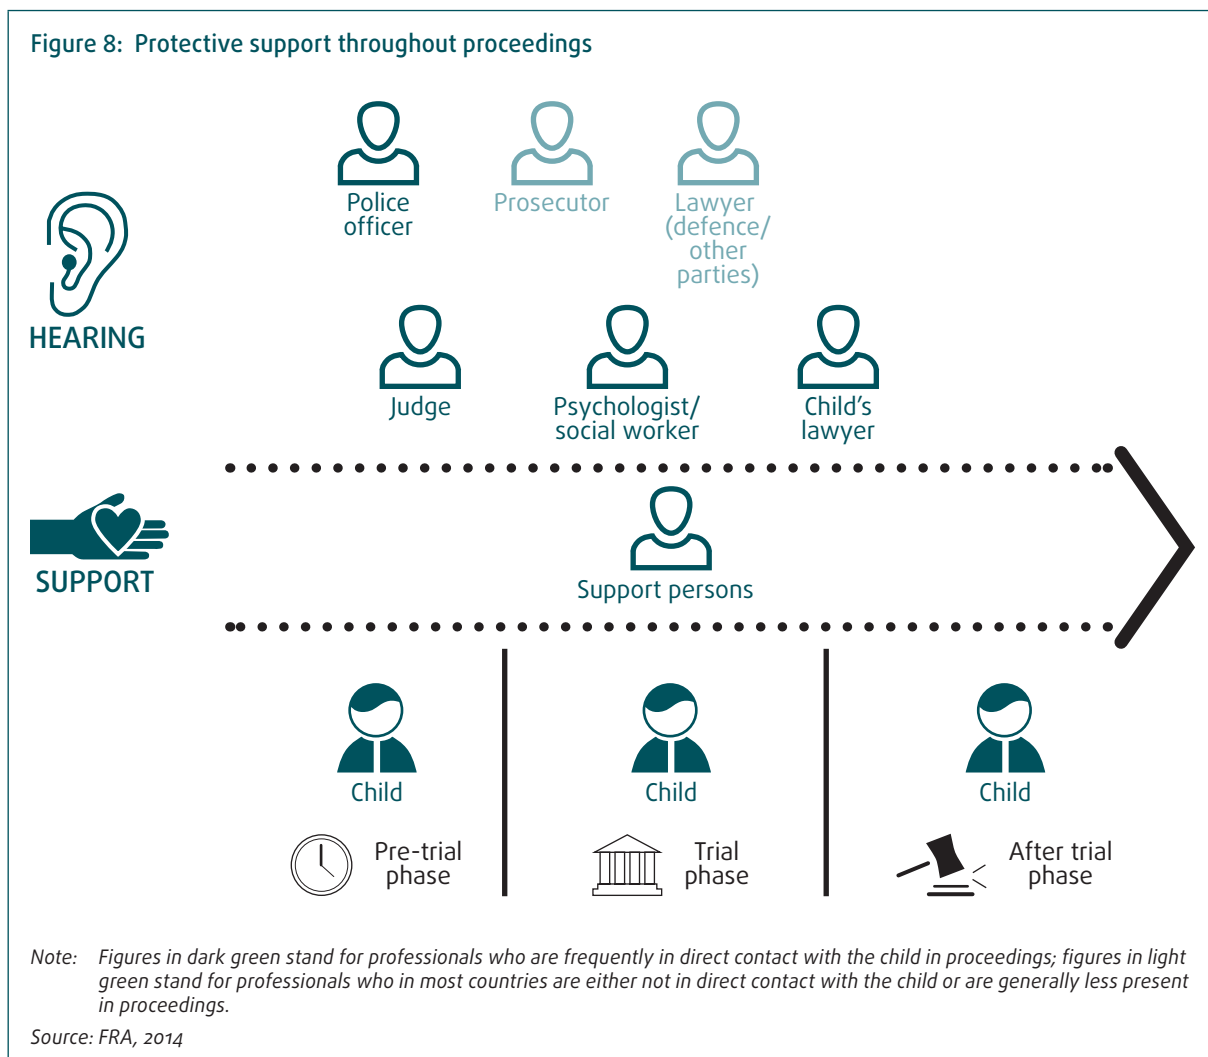 Figure 8: Protective support throughout proceedings
Police
officer
Prosecutor
Lawyer
(defence/
other
parties)
HEARING
Judge
Psychologist/
social worker
Child's
lawyer
SUPPORT
Support persons
Child
Child
Child
Pre-trial
phase
Trial
phase
After trial
phase
Note: Figures in dark green stand for professionals who are frequently in direct contact with the child in proceedings; figures in light
green stand for professionals who in most countries are either not in direct contact with the child or are generally less present
in proceedings.
Source: FRA, 2014